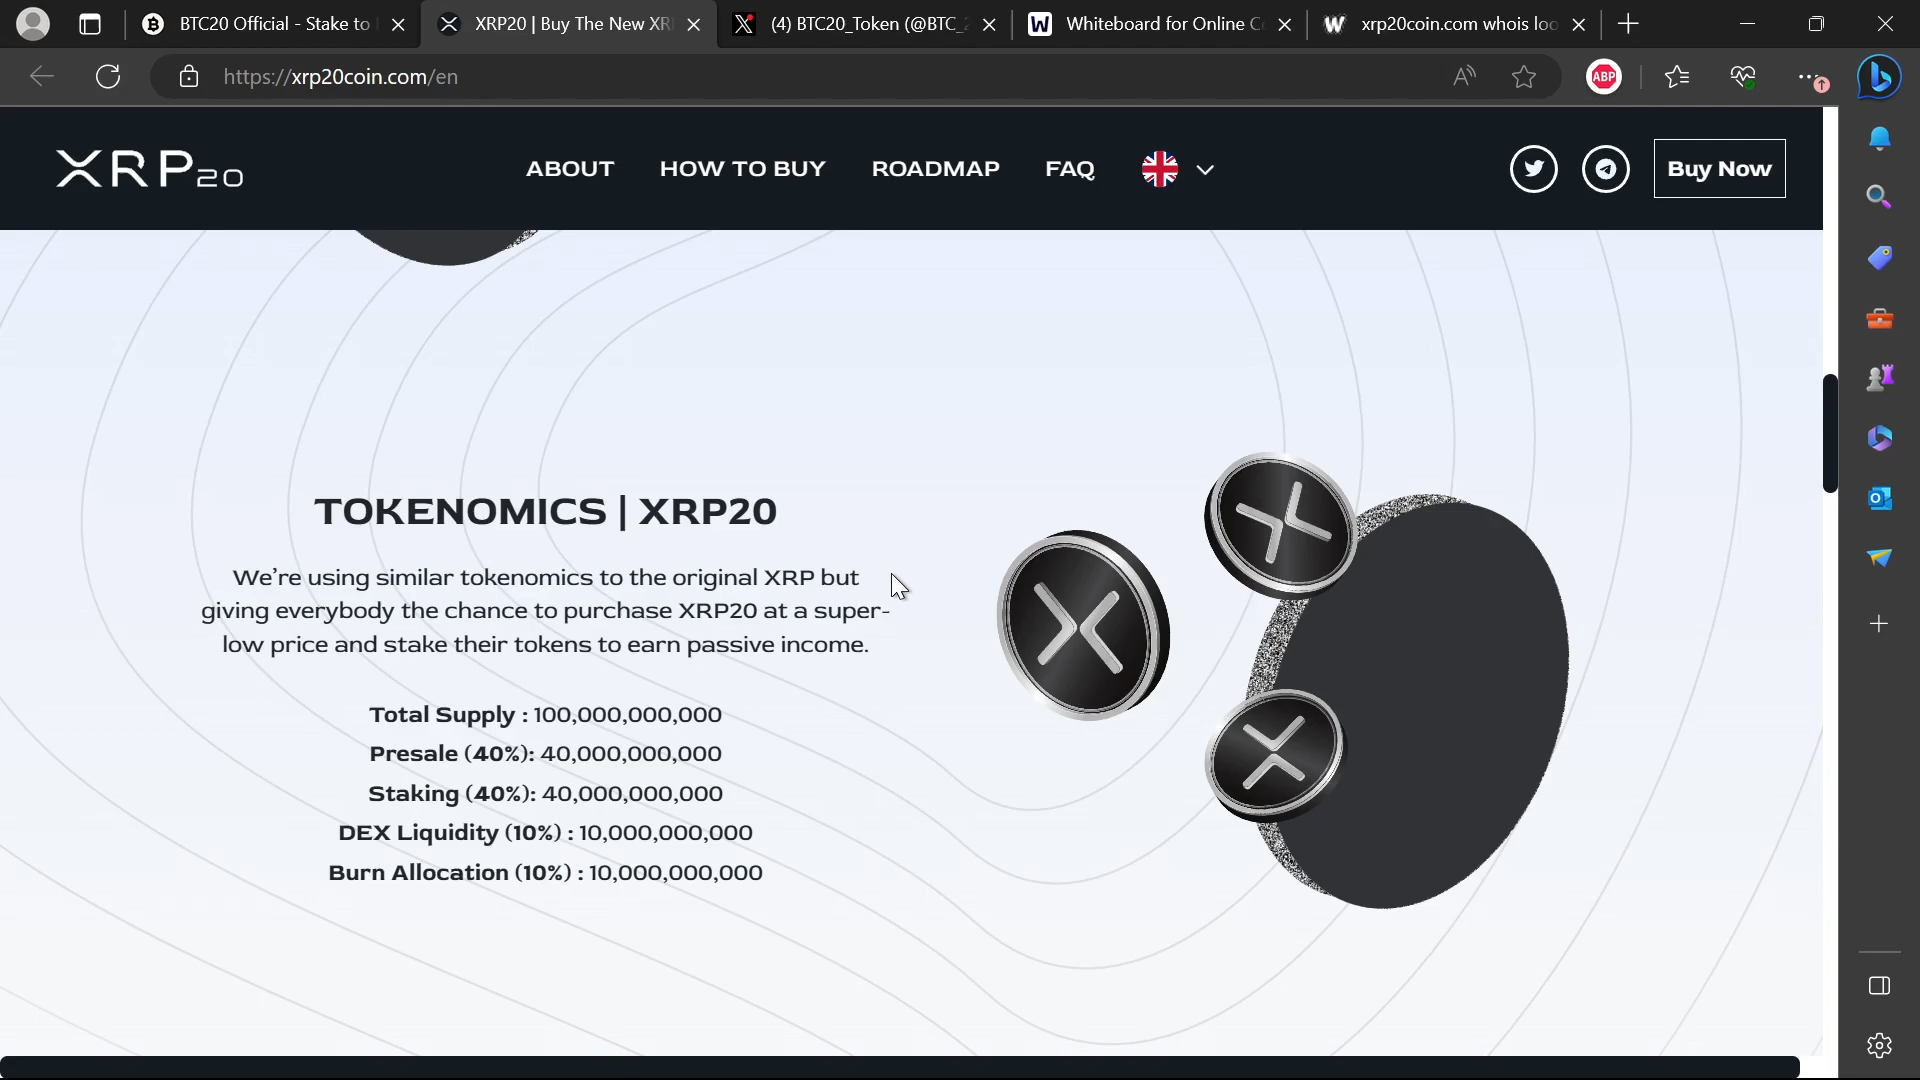 BTC20 Official - Stake to
XRP20 | Buy The New XR
(4) BTC20_Token (@BTC_2
Whiteboard for Online C
xrp20coin.com whois loo
https://xrp20coin.com/en
ABP
XRP20
ABOUT
HOW TO BUY
ROADMAP
FAQ
Buy Now
TOKENOMICS | XRP20
We’re using similar tokenomics to the original XRP but
giving everybody the chance to purchase XRP20 at a super-
low price and stake their tokens to earn passive income.
Total Supply : 100,000,000,000
Presale (40%): 40,000,000,000
Staking (40%): 40,000,000,000
DEX Liquidity (10%) : 10,000,000,000
Burn Allocation (10%) : 10,000,000,000